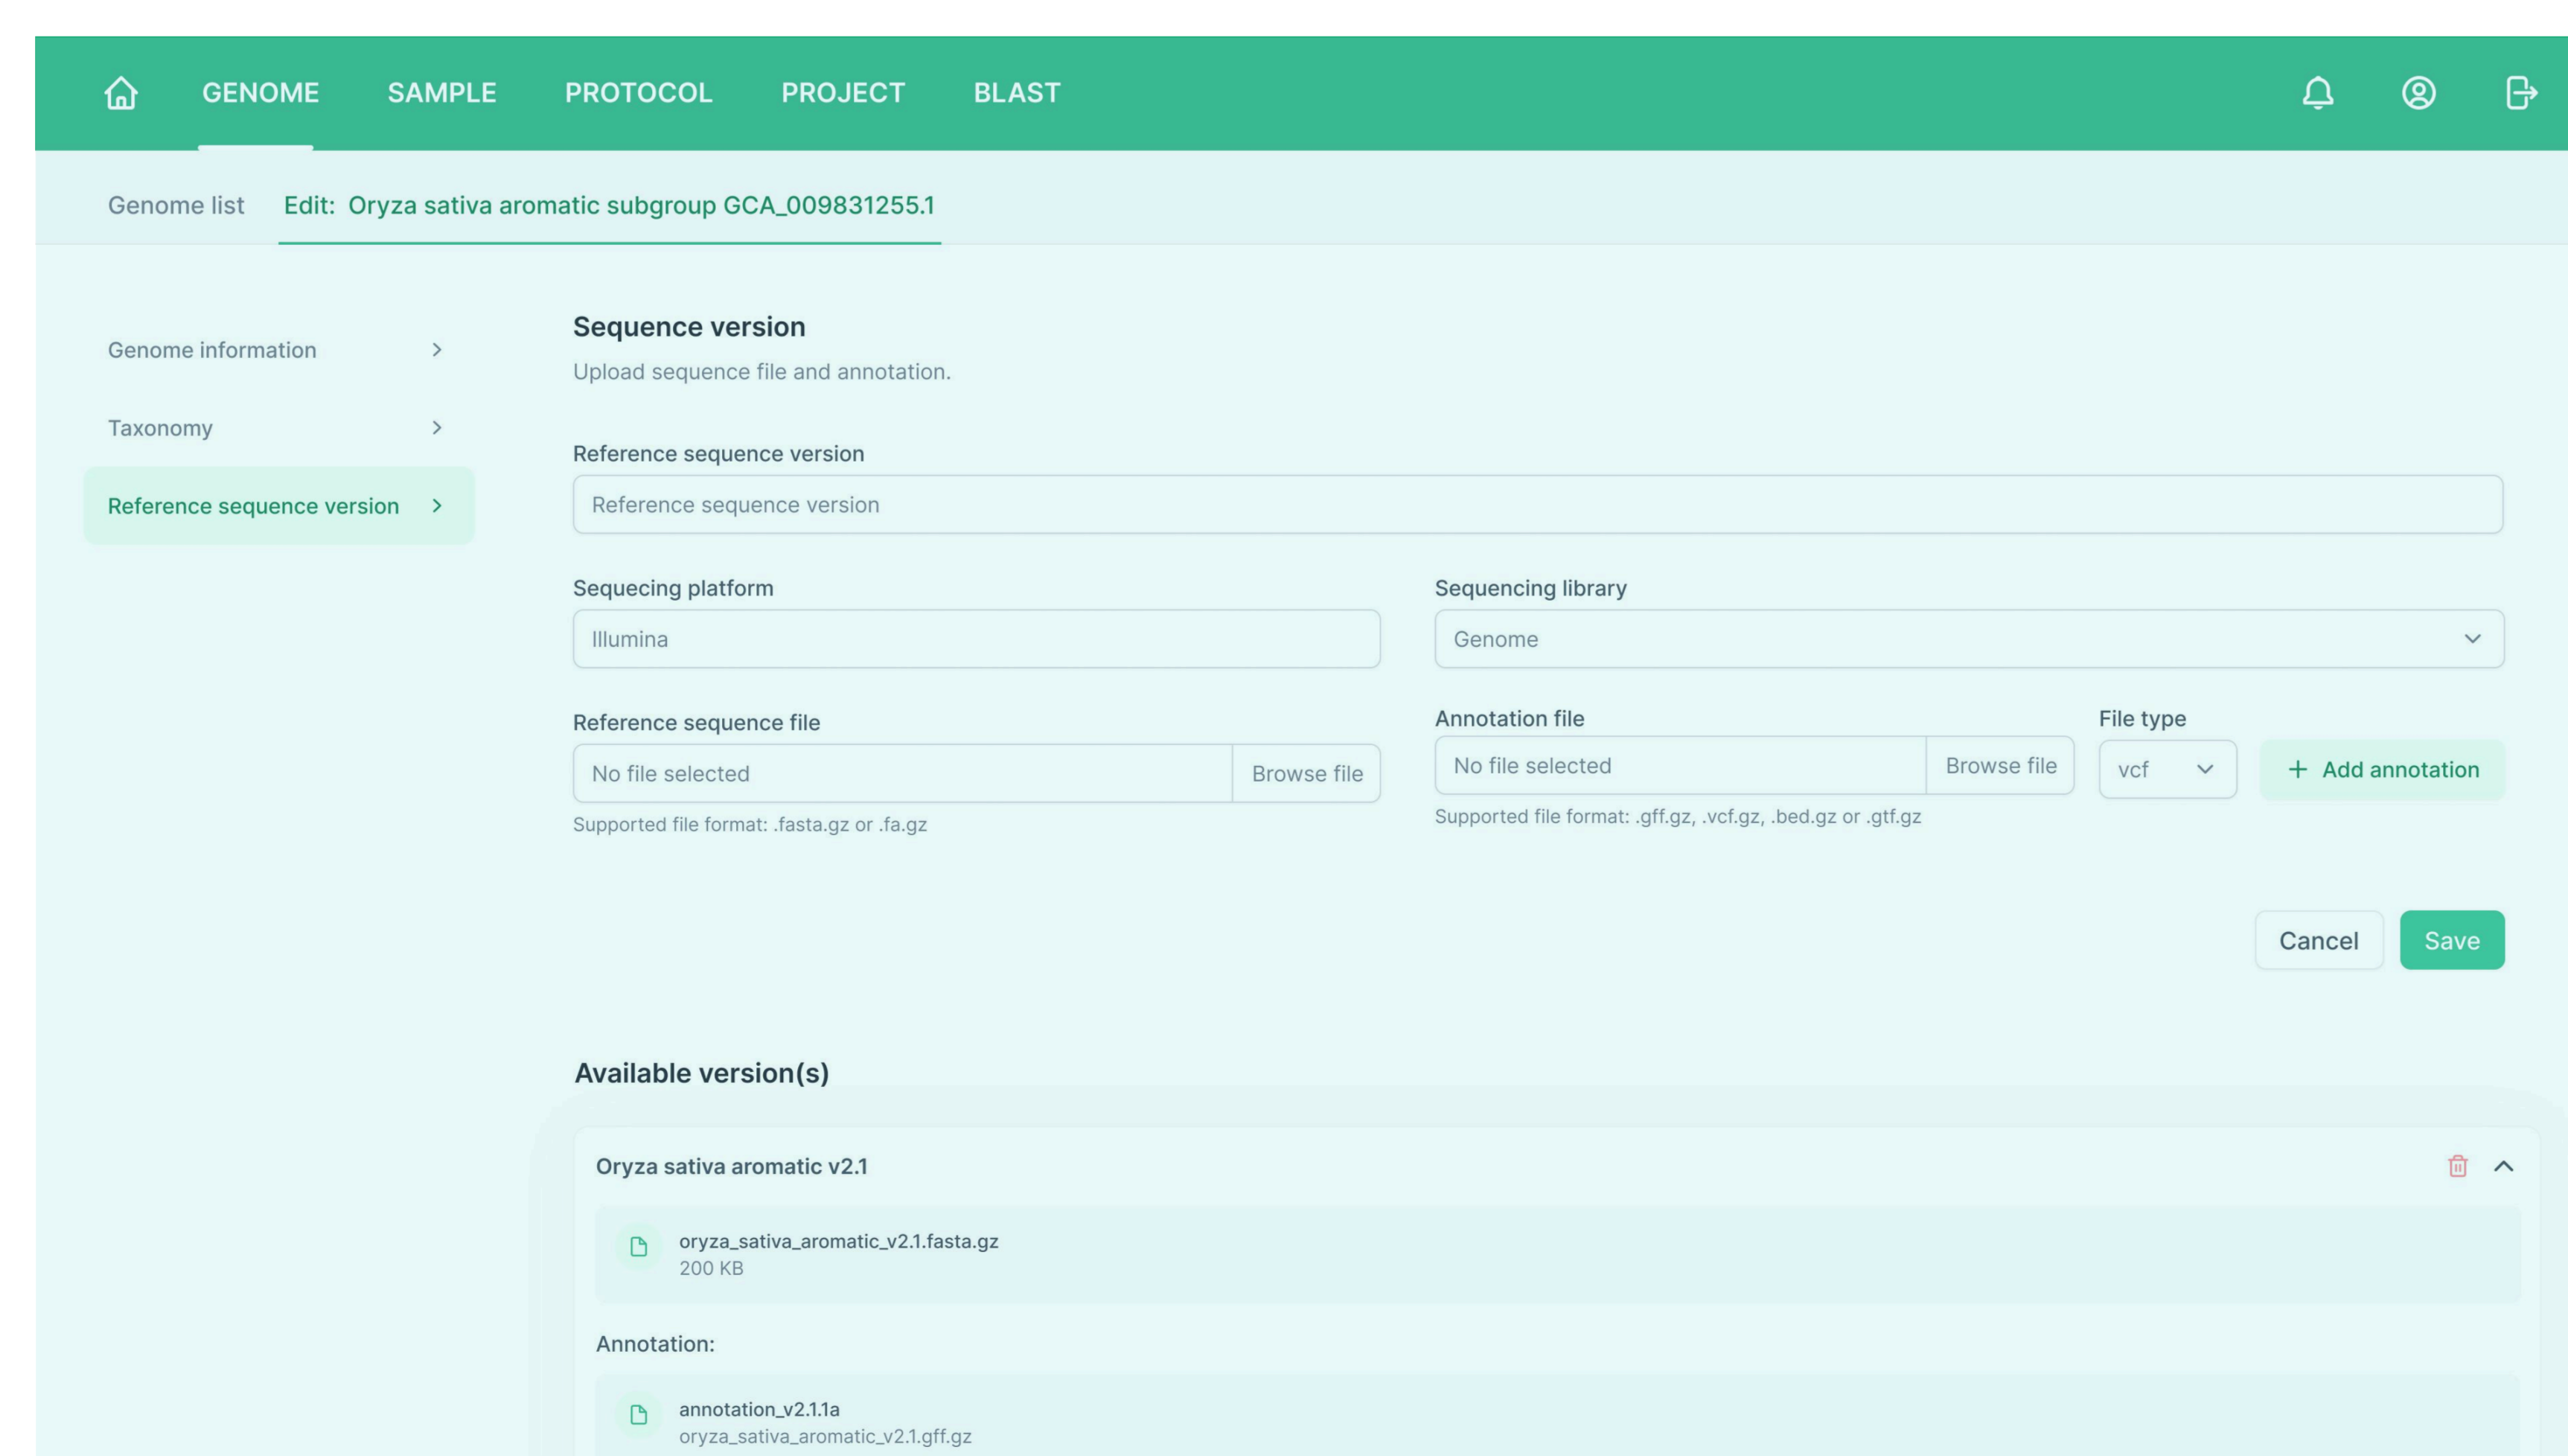 GENOME SAMPLE PROTOCOL PROJECT BLAST
Genome list Edit: Oryza sativa aromatic subgroup GCA_009831255.1
Genome information
Taxonomy
Reference sequence version
Sequence version
Upload sequence file and annotation.
Reference sequence version
Reference sequence version
Sequecing platform
Illumina
Sequencing library
Genome
Reference sequence file
No file selected Browse file
Supported file format: .fasta.gz or .fa.gz
Annotation file
No file selected Browse file
Supported file format: .gff.gz, .vcf.gz, .bed.gz or .gtf.gz
File type
vcf
+ Add annotation
Cancel Save
Available version(s)
Oryza sativa aromatic v2.1
oryza_sativa_aromatic_v2.1.fasta.gz
200 KB
Annotation:
annotation_v2.1.1a
oryza_sativa_aromatic_v2.1.gff.gz